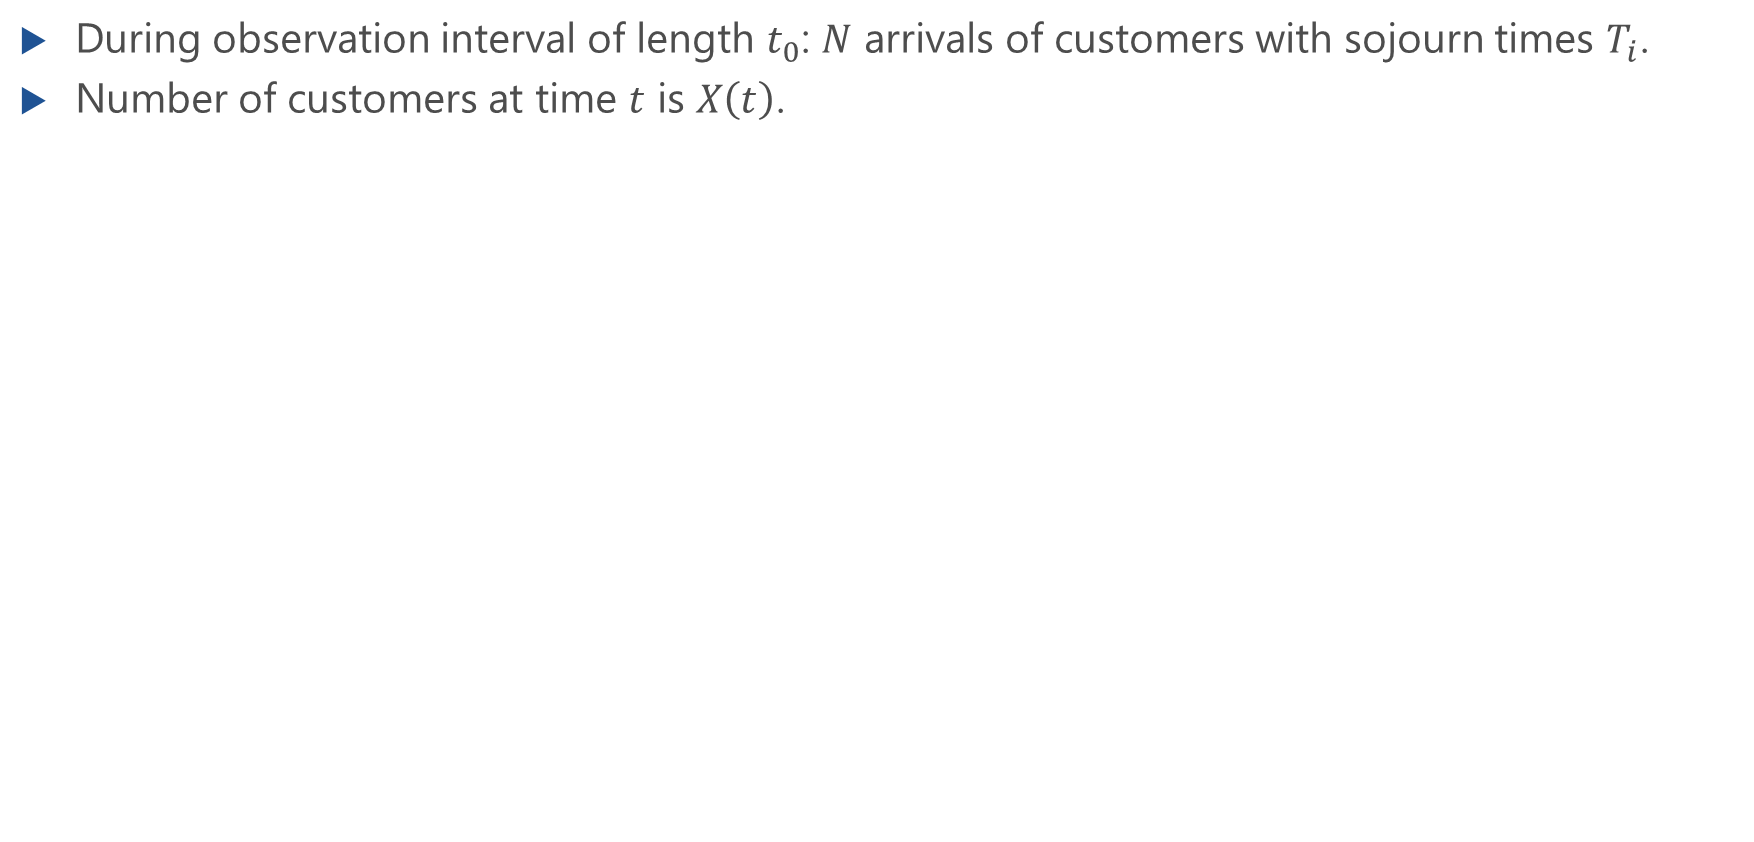 ▶ During observation interval of length t₀: N arrivals of customers with sojourn times Tᵢ.
▶ Number of customers at time t is X(t).